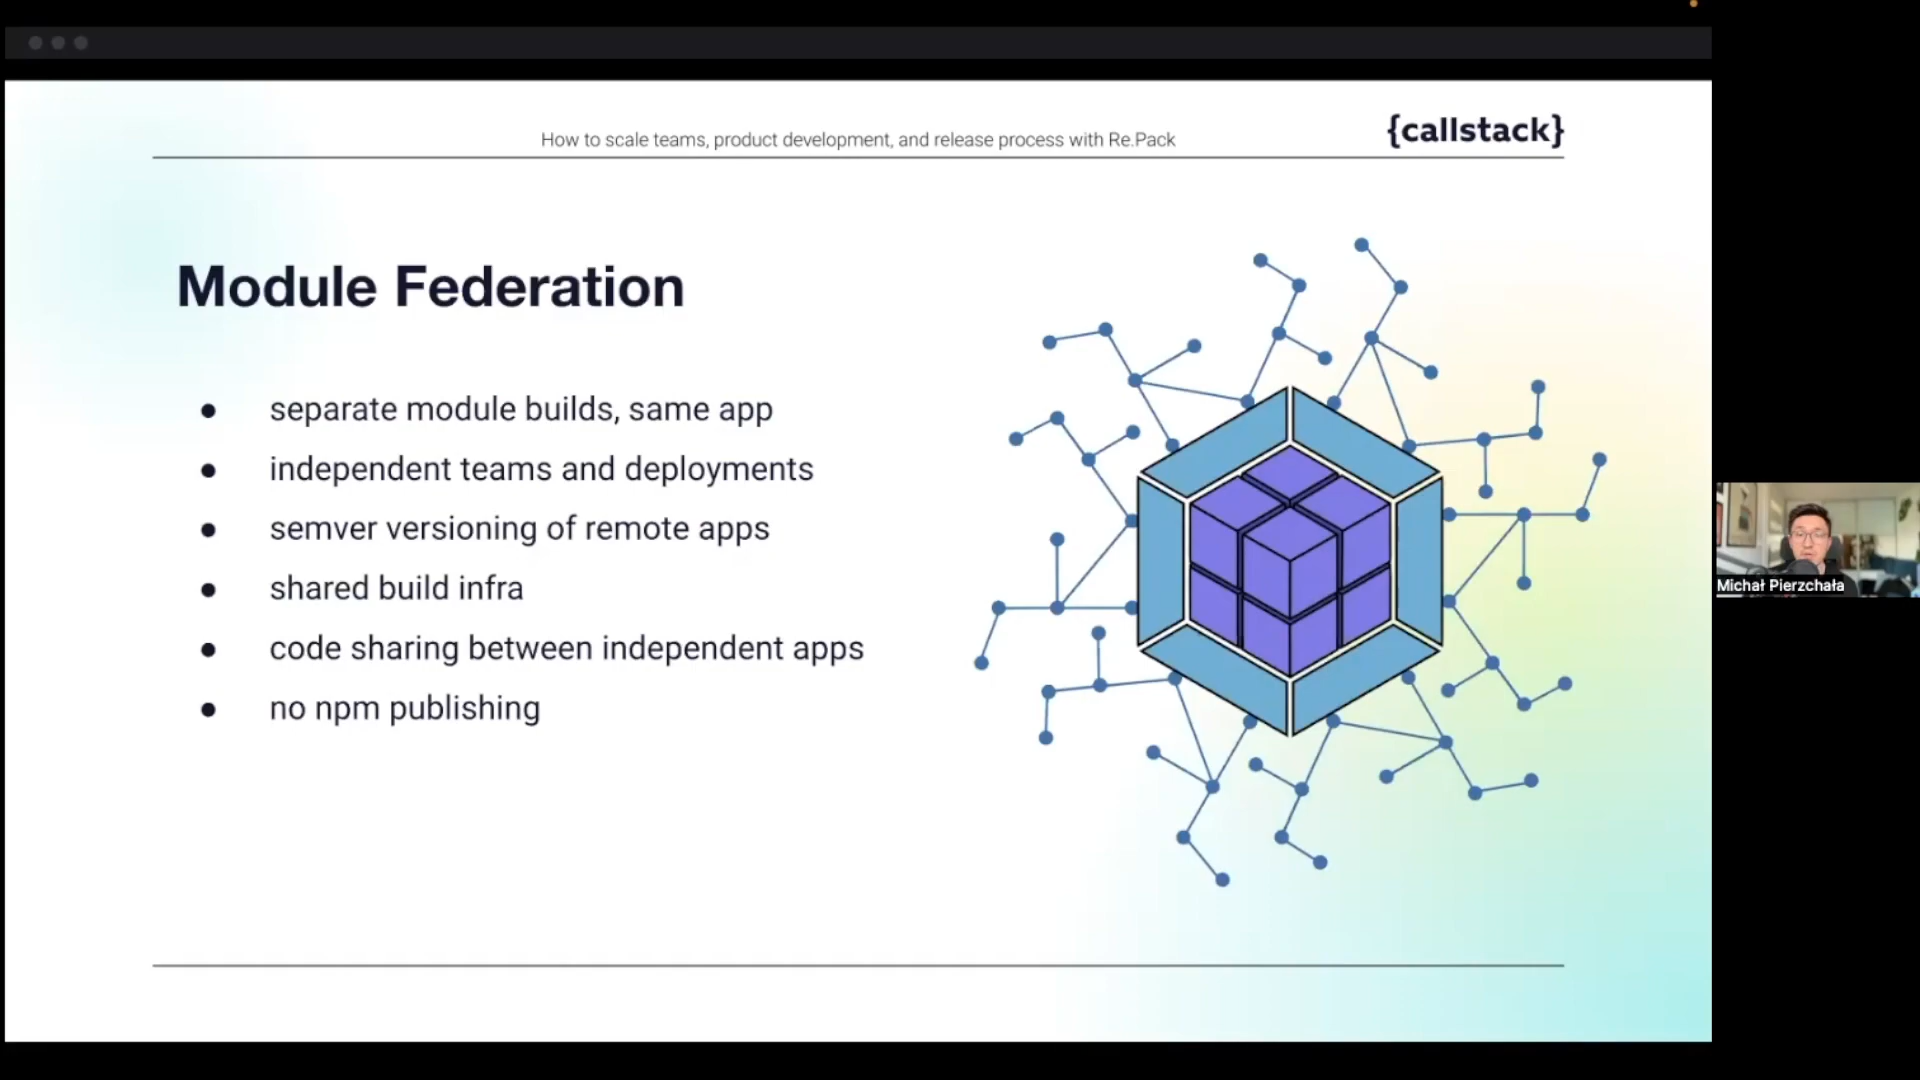 How to scale teams, product development, and release process with Re.Pack
{callstack}
Module Federation
● separate module builds, same app
● independent teams and deployments
● semver versioning of remote apps
● shared build infra
● code sharing between independent apps
● no npm publishing
Michał Pierzchała